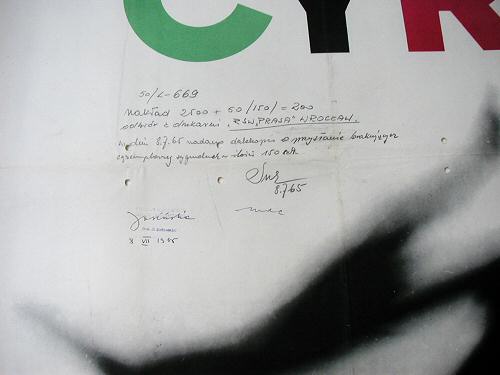 CYR
50/L-669
Nakład 2500 + 50/150/ = 200
odbiór z drukarni "RSW "PRASA" WROCŁAW.
W dniu 8.7.65 nadano dalekopis o przysłanie brakujących
egzemplarzy sygnalnych w ilości 150 szt.
8.7.65
8 VII 1965